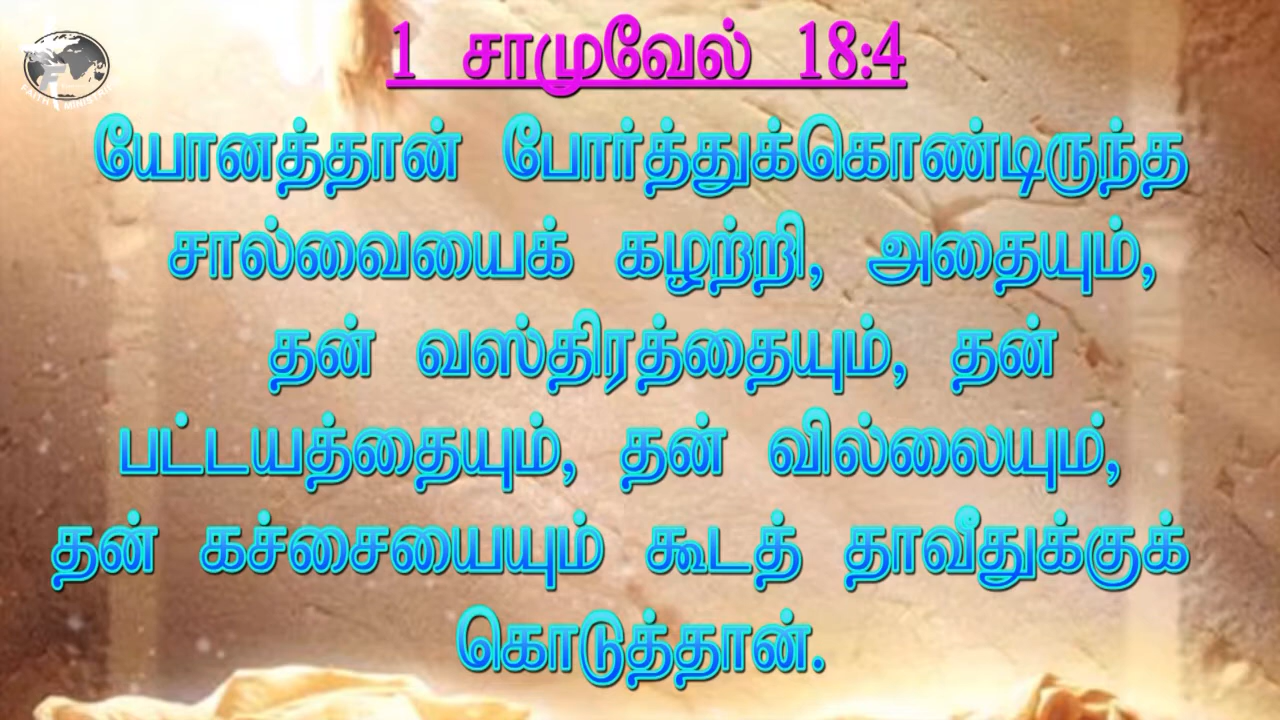 1 சாமுவேல் 18:4
யோனத்தான் போர்த்துக்கொண்டிருந்த
சால்வையைக் கழற்றி, அதையும்,
தன் வஸ்திரத்தையும், தன்
பட்டயத்தையும், தன் வில்லையும்,
தன் கச்சையையும் கூடத் தாவீதுக்குக்
கொடுத்தான்.